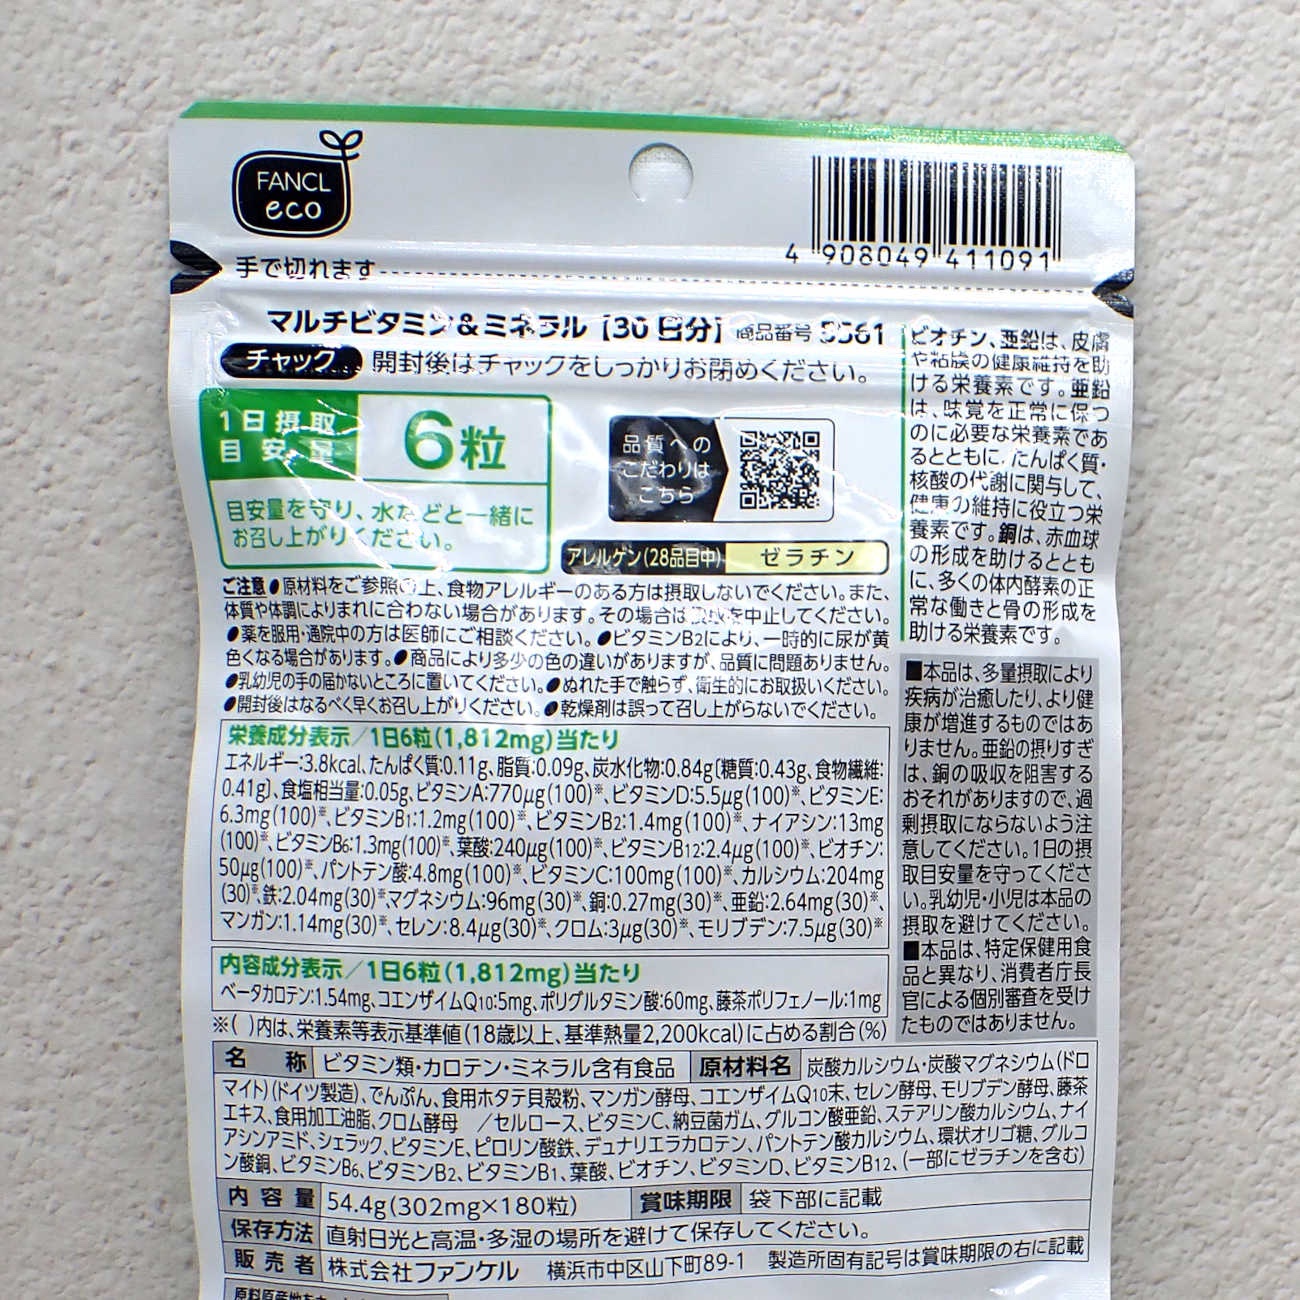 FANCL
eco
4 908049 411091
手で切れます
マルチビタミン&ミネラル【30日分】 商品番号 5561
チャック 開封後はチャックをしっかりお閉めください。
1日摂取
目安量
6粒
目安量を守り、水などと一緒に
お召し上がりください。
品質への
こだわりは
こちら
アレルゲン(28品目中) ゼラチン
ご注意●原材料をご参照の上、食物アレルギーのある方は摂取しないでください。また、
体質や体調によりまれに合わない場合があります。その場合は摂取を中止してください。
●薬を服用・通院中の方は医師にご相談ください。●ビタミンB2により、一時的に尿が黄
色くなる場合があります。●商品により多少の色の違いがありますが、品質に問題ありません。
●乳幼児の手の届かないところに置いてください。●ぬれた手で触らず、衛生的にお取扱いください。
●開封後はなるべく早くお召し上がりください。●乾燥剤は誤って召し上がらないでください。
栄養成分表示/1日6粒(1,812mg)当たり
エネルギー:3.8kcal、たんぱく質:0.11g、脂質:0.09g、炭水化物:0.84g〔糖質:0.43g、食物繊維:
0.41g〕、食塩相当量:0.05g、ビタミンA:770μg(100)※、ビタミンD:5.5μg(100)※、ビタミンE:
6.3mg(100)※、ビタミンB1:1.2mg(100)※、ビタミンB2:1.4mg(100)※、ナイアシン:13mg
(100)※、ビタミンB6:1.3mg(100)※、葉酸:240μg(100)※、ビタミンB12:2.4μg(100)※、ビオチン:
50μg(100)※、パントテン酸:4.8mg(100)※、ビタミンC:100mg(100)※、カルシウム:204mg
(30)※、鉄:2.04mg(30)※マグネシウム:96mg(30)※、銅:0.27mg(30)※、亜鉛:2.64mg(30)※、
マンガン:1.14mg(30)※、セレン:8.4μg(30)※、クロム:3μg(30)※、モリブデン:7.5μg(30)※
内容成分表示/1日6粒(1,812mg)当たり
ベータカロテン:1.54mg、コエンザイムQ10:5mg、ポリグルタミン酸:60mg、藤茶ポリフェノール:1mg
※( )内は、栄養素等表示基準値(18歳以上、基準熱量2,200kcal)に占める割合(%)
ビオチン、亜鉛は、皮膚
や粘膜の健康維持を助
ける栄養素です。亜鉛
は、味覚を正常に保つ
のに必要な栄養素であ
るとともに、たんぱく質・
核酸の代謝に関与して、
健康の維持に役立つ栄
養素です。銅は、赤血球
の形成を助けるととも
に、多くの体内酵素の正
常な働きと骨の形成を
助ける栄養素です。
■本品は、多量摂取により
疾病が治癒したり、より健
康が増進するものではあ
りません。亜鉛の摂りすぎ
は、銅の吸収を阻害する
おそれがありますので、過
剰摂取にならないよう注
意してください。1日の摂
取目安量を守ってくださ
い。乳幼児・小児は本品の
摂取を避けてください。
■本品は、特定保健用食
品と異なり、消費者庁長
官による個別審査を受け
たものではありません。
名称 ビタミン類・カロテン・ミネラル含有食品 原材料名 炭酸カルシウム・炭酸マグネシウム(ドロ
マイト)(ドイツ製造)、でんぷん、食用ホタテ貝殻粉、マンガン酵母、コエンザイムQ10末、セレン酵母、モリブデン酵母、藤茶
エキス、食用加工油脂、クロム酵母 /セルロース、ビタミンC、納豆菌ガム、グルコン酸亜鉛、ステアリン酸カルシウム、ナイ
アシンアミド、シェラック、ビタミンE、ピロリン酸鉄、デュナリエラカロテン、パントテン酸カルシウム、環状オリゴ糖、グルコ
ン酸銅、ビタミンB6、ビタミンB2、ビタミンB1、葉酸、ビオチン、ビタミンD、ビタミンB12、(一部にゼラチンを含む)
内容量 54.4g(302mg×180粒) 賞味期限 袋下部に記載
保存方法 直射日光と高温・多湿の場所を避けて保存してください。
販売者 株式会社ファンケル 横浜市中区山下町89-1 製造所固有記号は賞味期限の右に記載